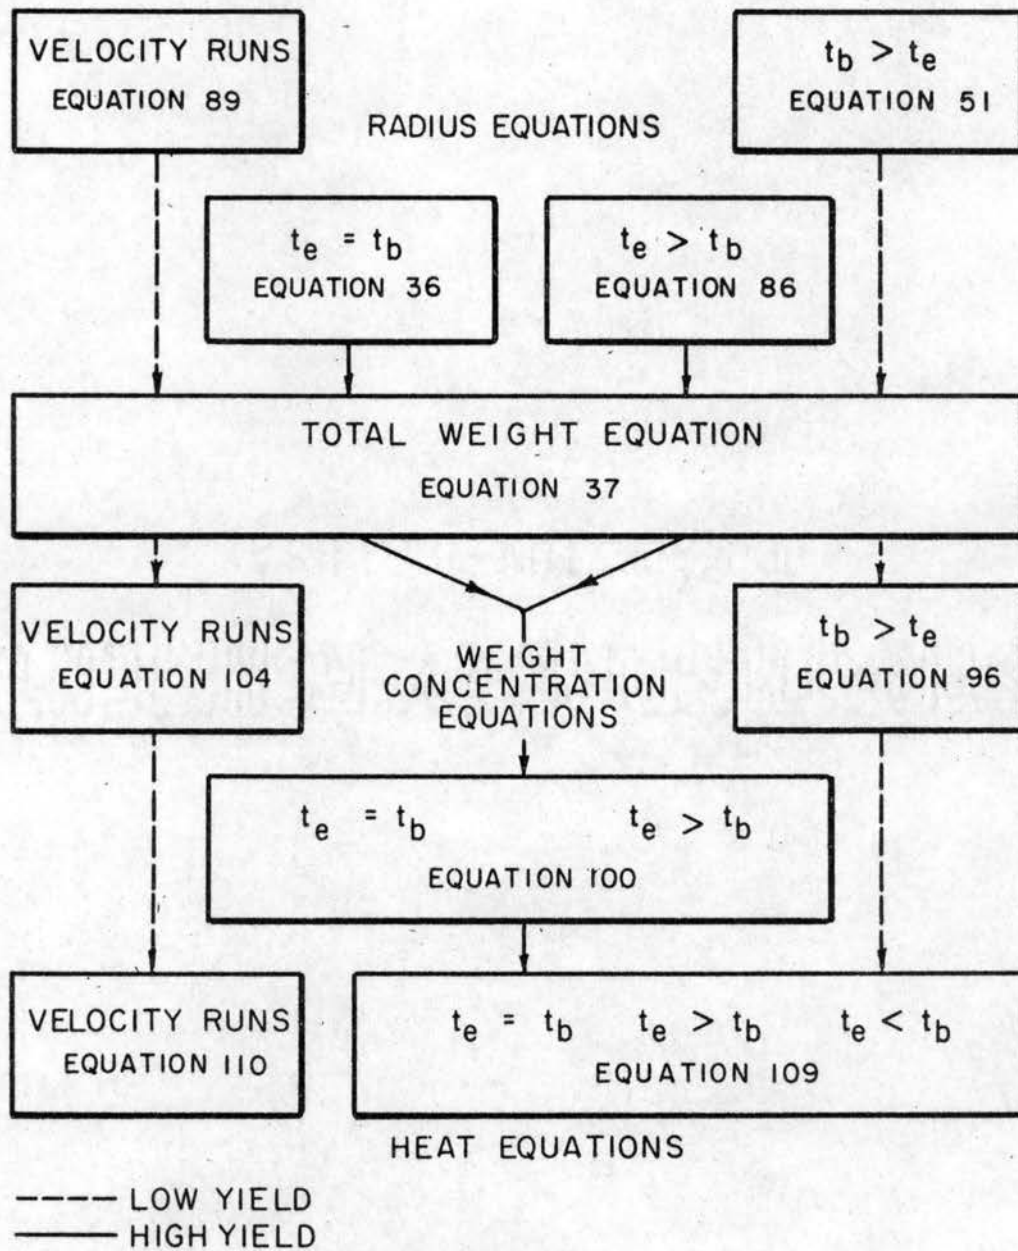 VELOCITY RUNS
EQUATION 89
RADIUS EQUATIONS
t_b > t_e
EQUATION 51
t_e = t_b
EQUATION 36
t_e > t_b
EQUATION 86
TOTAL WEIGHT EQUATION
EQUATION 37
VELOCITY RUNS
EQUATION 104
WEIGHT
CONCENTRATION
EQUATIONS
t_b > t_e
EQUATION 96
t_e = t_b t_e > t_b
EQUATION 100
VELOCITY RUNS
EQUATION 110
t_e = t_b t_e > t_b t_e < t_b
EQUATION 109
HEAT EQUATIONS
LOW YIELD
HIGH YIELD